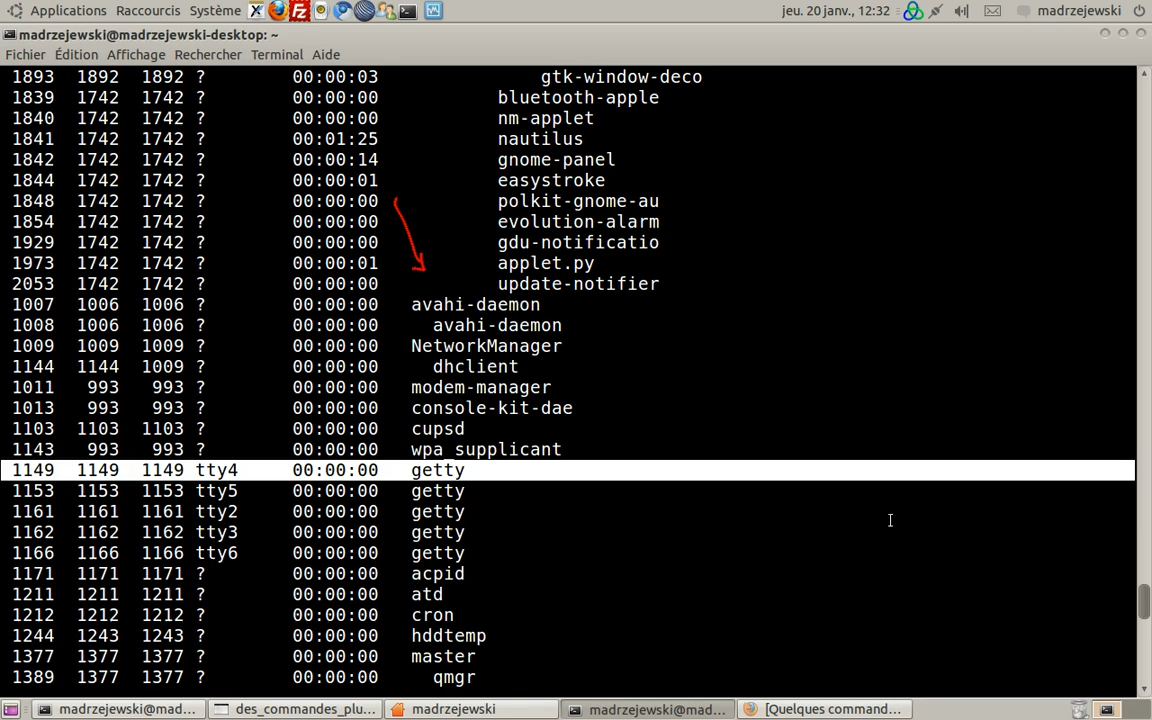 Applications Raccourcis Système jeu. 20 janv., 12:32 madrzejewski
madrzejewski@madrzejewski-desktop: ~
Fichier Édition Affichage Rechercher Terminal Aide
1893 1892 1892 ? 00:00:03 gtk-window-deco
1839 1742 1742 ? 00:00:00 bluetooth-apple
1840 1742 1742 ? 00:00:00 nm-applet
1841 1742 1742 ? 00:01:25 nautilus
1842 1742 1742 ? 00:00:14 gnome-panel
1844 1742 1742 ? 00:00:01 easystroke
1848 1742 1742 ? 00:00:00 polkit-gnome-au
1854 1742 1742 ? 00:00:00 evolution-alarm
1929 1742 1742 ? 00:00:00 gdu-notificatio
1973 1742 1742 ? 00:00:01 applet.py
2053 1742 1742 ? 00:00:00 update-notifier
1007 1006 1006 ? 00:00:00 avahi-daemon
1008 1006 1006 ? 00:00:00 avahi-daemon
1009 1009 1009 ? 00:00:00 NetworkManager
1144 1144 1009 ? 00:00:00 dhclient
1011 993 993 ? 00:00:00 modem-manager
1013 993 993 ? 00:00:00 console-kit-dae
1103 1103 1103 ? 00:00:00 cupsd
1143 993 993 ? 00:00:00 wpa_supplicant
1149 1149 1149 tty4 00:00:00 getty
1153 1153 1153 tty5 00:00:00 getty
1161 1161 1161 tty2 00:00:00 getty
1162 1162 1162 tty3 00:00:00 getty
1166 1166 1166 tty6 00:00:00 getty
1171 1171 1171 ? 00:00:00 acpid
1211 1211 1211 ? 00:00:00 atd
1212 1212 1212 ? 00:00:00 cron
1244 1243 1243 ? 00:00:00 hddtemp
1377 1377 1377 ? 00:00:00 master
1389 1377 1377 ? 00:00:00 qmgr
madrzejewski@mad... des_commandes_plu... madrzejewski madrzejewski@mad... [Quelques command...